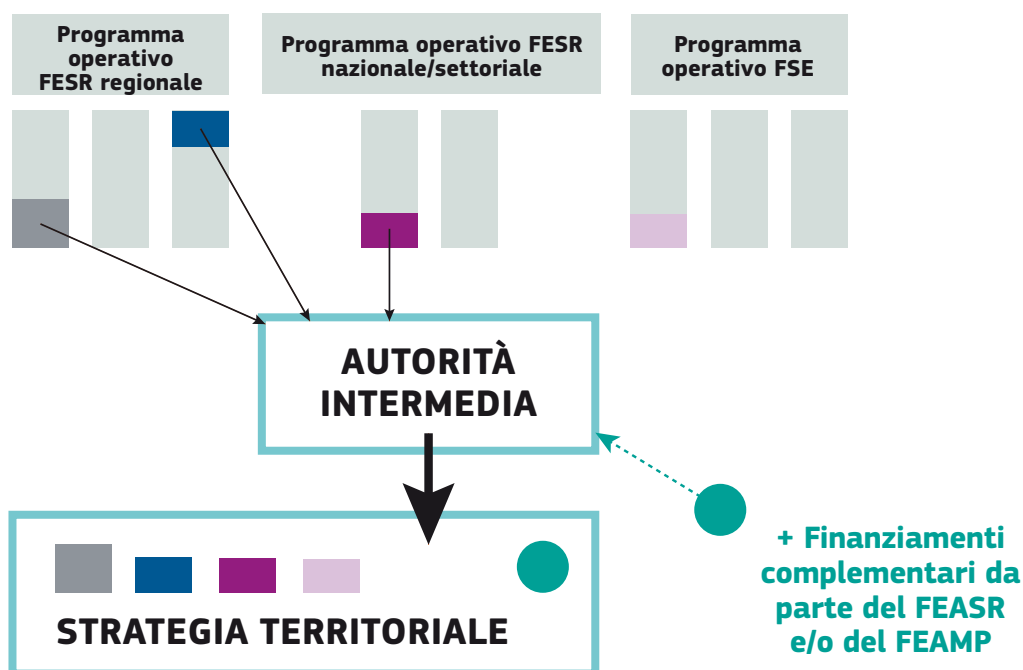 Programma
operativo
FESR regionale
Programma operativo FESR
nazionale/settoriale
Programma
operativo FSE
AUTORITÀ
INTERMEDIA
+ Finanziamenti
complementari da
parte del FEASR
e/o del FEAMP
STRATEGIA TERRITORIALE